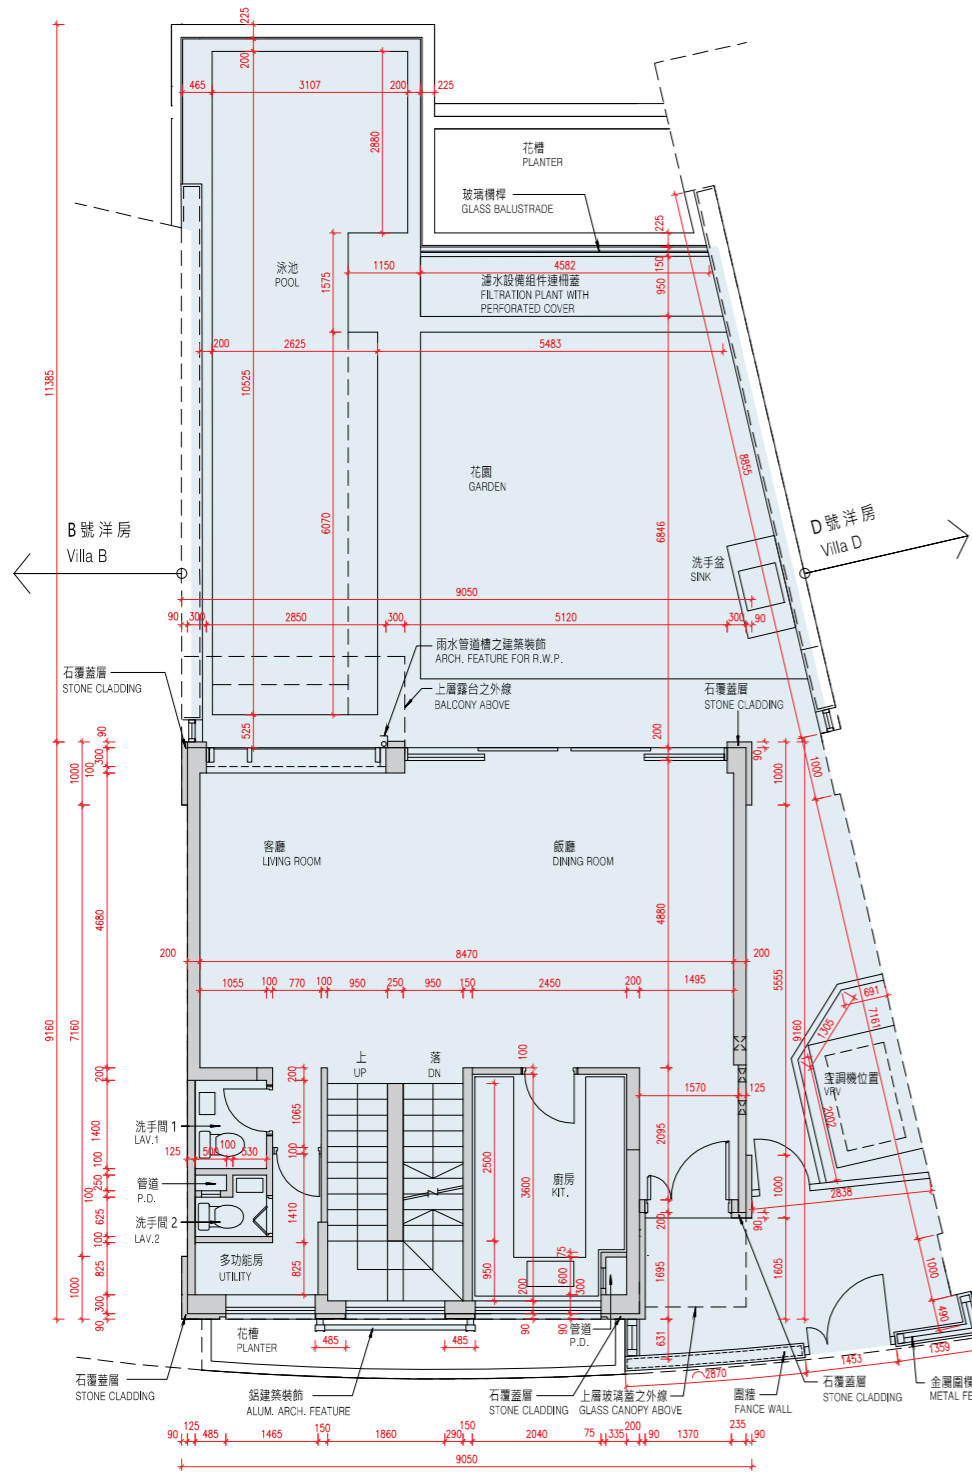 225
200
465
3107
200
225
2880
花槽
PLANTER
玻璃欄桿
GLASS BALUSTRADE
225
150
950
泳池
POOL
1575
1150
4582
濾水設備組件連柵蓋
FILTRATION PLANT WITH
PERFORATED COVER
200
2625
5483
11385
10525
花園
GARDEN
8855
6070
6846
B 號洋房
Villa B
D 號洋房
Villa D
洗手盆
SINK
9050
90
300
2850
300
5120
300
90
雨水管道槽之建築裝飾
ARCH. FEATURE FOR R.W.P.
石覆蓋層
STONE CLADDING
上層露台之外線
BALCONY ABOVE
石覆蓋層
STONE CLADDING
525
200
90
300
100
1000
90
1000
1000
客廳
LIVING ROOM
飯廳
DINING ROOM
4680
4880
200
8470
200
1055
100
770
100
950
250
950
150
2450
200
1495
5555
9160
7160
9160
7161
691
1305
空調機位置
VRV
2002
2838
上
UP
落
DN
100
200
200
1570
125
1065
2095
洗手間 1
LAV.1
1400
125
500
100
530
100
100
2500
3600
廚房
KIT.
管道
P.D.
250
100
1000
洗手間 2
LAV.2
625
1410
200
90
100
多功能房
UTILITY
825
825
950
200
75
600
300
1695
1605
1000
1000
300
90
90
90
490
花槽
PLANTER
485
485
管道
P.D.
631
2870
1453
1359
石覆蓋層
STONE CLADDING
鋁建築裝飾
ALUM. ARCH. FEATURE
石覆蓋層
STONE CLADDING
上層玻璃蓋之外線
GLASS CANOPY ABOVE
圍牆
FANCE WALL
石覆蓋層
STONE CLADDING
金屬圍欄
METAL FE
90
125
485
1465
150
1860
290
150
2040
75
335
200
90
1370
235
90
9050